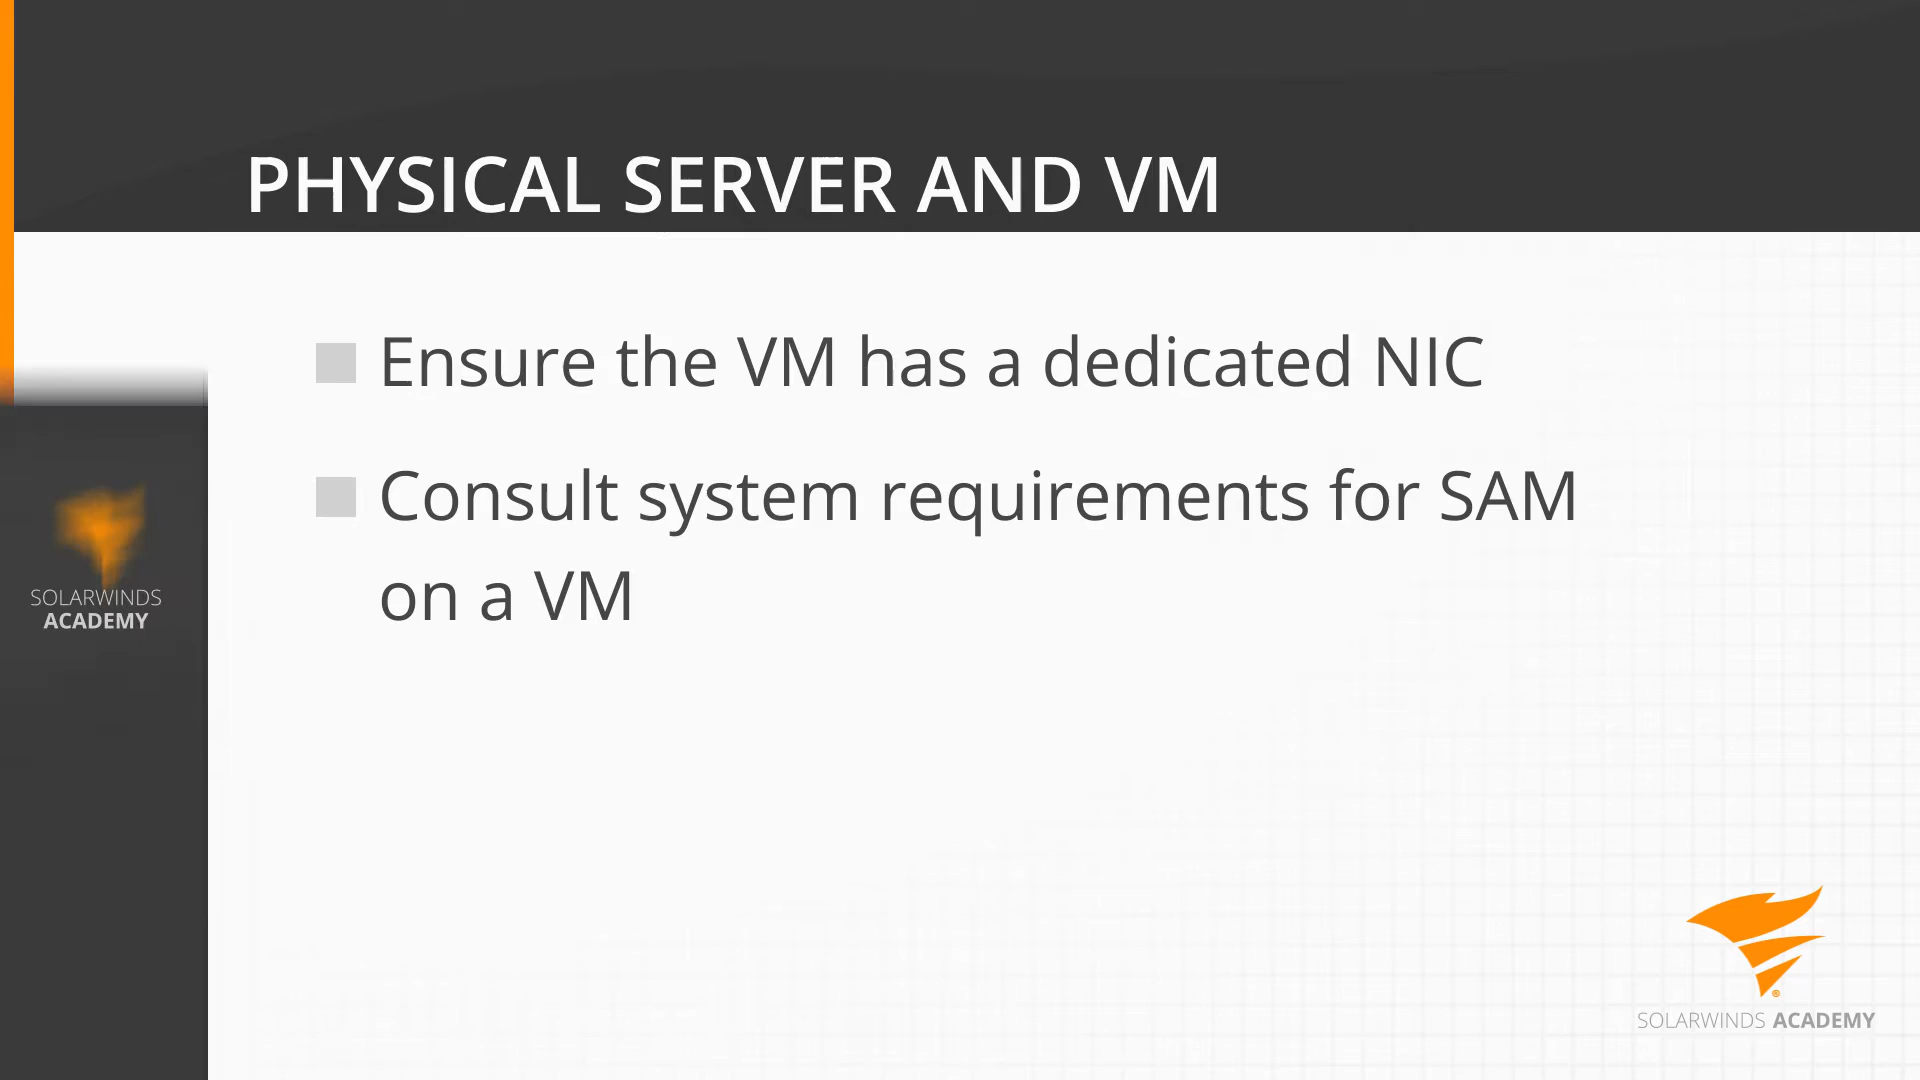 PHYSICAL SERVER AND VM
Ensure the VM has a dedicated NIC
Consult system requirements for SAM
on a VM
SOLARWINDS
ACADEMY
SOLARWINDS ACADEMY